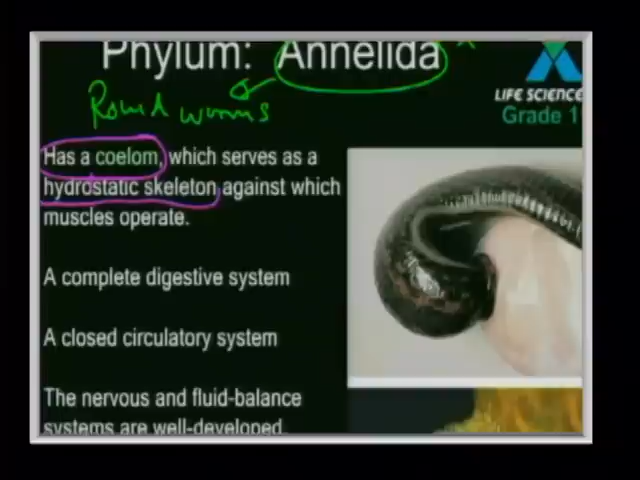 Phylum: Annelida
Round worms
LIFE SCIENCE
Grade 1
Has a coelom, which serves as a
hydrostatic skeleton against which
muscles operate.
A complete digestive system
A closed circulatory system
The nervous and fluid-balance
systems are well-developed.